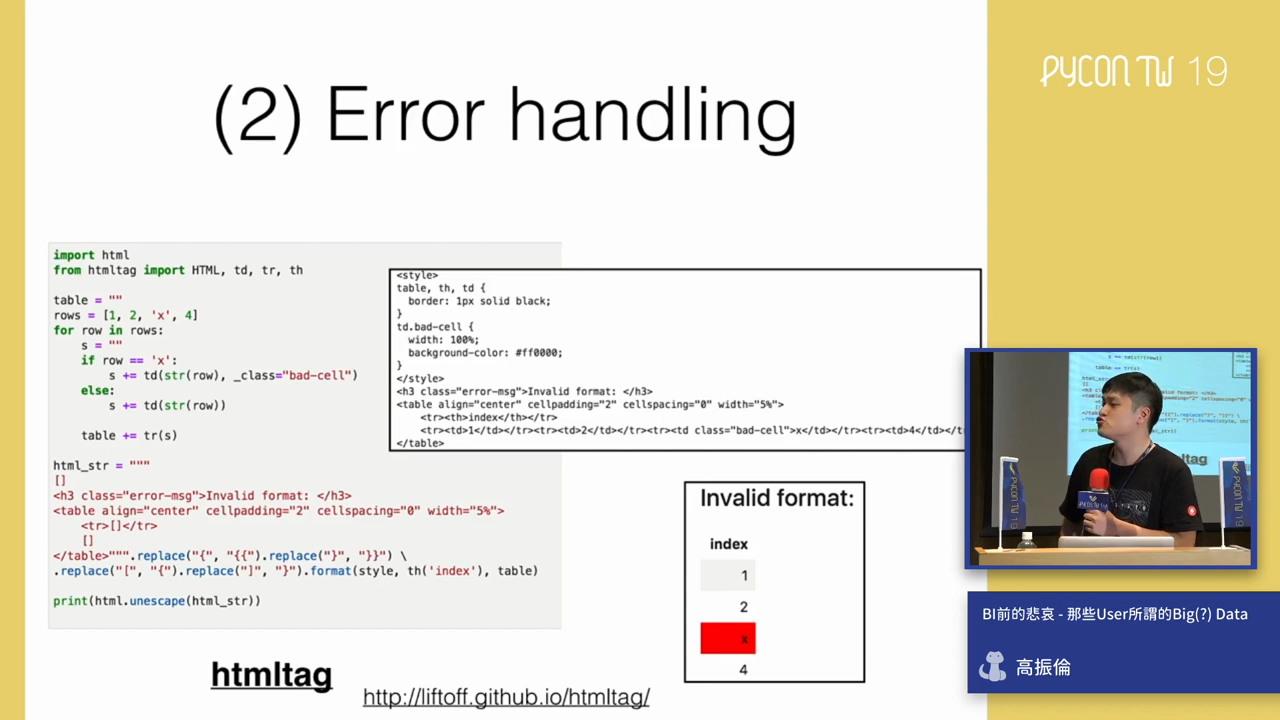 PYCON TW 19
(2) Error handling
import html
from htmltag import HTML, td, tr, th
table = ""
rows = [1, 2, 'x', 4]
for row in rows:
    s = ""
    if row == 'x':
        s += td(str(row), _class="bad-cell")
    else:
        s += td(str(row))
    table += tr(s)
html_str = """
[]
<h3 class="error-msg">Invalid format: </h3>
<table align="center" cellpadding="2" cellspacing="0" width="5%">
    <tr>[]</tr>
    []
</table>""".replace("{", "{{").replace("}", "}}") \
.replace("[", "{").replace("]", "}").format(style, th('index'), table)
print(html.unescape(html_str))
<style>
table, th, td {
  border: 1px solid black;
}
td.bad-cell {
  width: 100%;
  background-color: #ff0000;
}
</style>
<h3 class="error-msg">Invalid format: </h3>
<table align="center" cellpadding="2" cellspacing="0" width="5%">
    <tr><th>index</th></tr>
    <tr><td>1</td></tr><tr><td>2</td></tr><tr><td class="bad-cell">x</td></tr><tr><td>4</td></t
</table>
Invalid format:
index
1
2
x
4
htmltag
http://liftoff.github.io/htmltag/
PYCON TW 19
BI前的悲哀 - 那些User所謂的Big(?) Data
高振倫